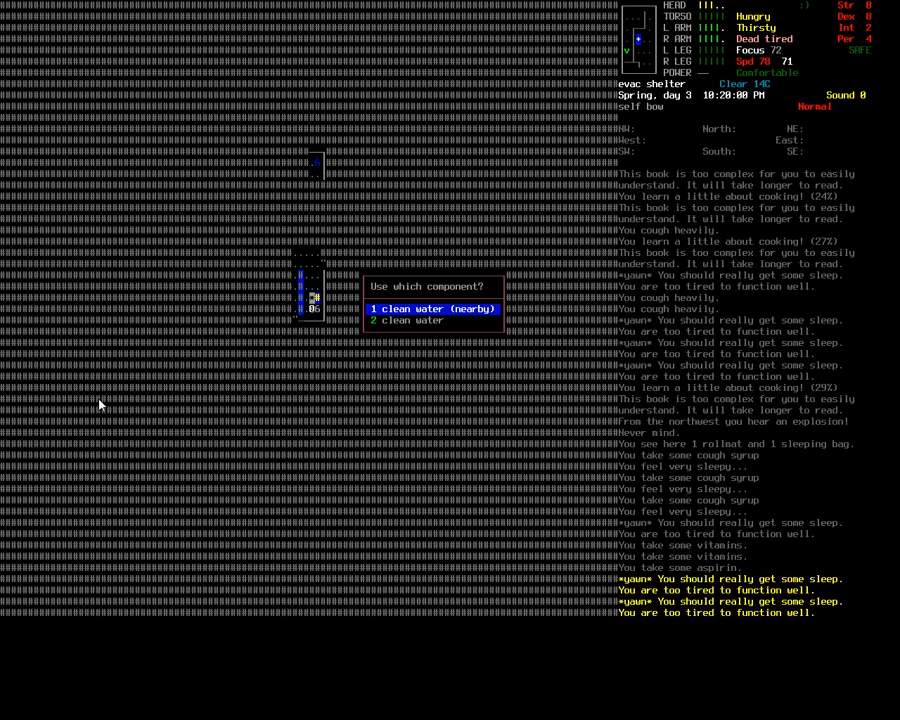 HEAD |||.. :) Str 8
TORSO ||||| Hungry Dex 8
L ARM ||||. Thirsty Int 2
R ARM ||||. Dead tired Per 4
L LEG ||||| Focus 72 SAFE
R LEG ||||| Spd 78 71
POWER —— Comfortable
evac shelter Clear 14C
Spring, day 3 10:20:00 PM Sound 0
self bow Normal
NW: North: NE:
West: East:
SW: South: SE:
This book is too complex for you to easily
understand. It will take longer to read.
You learn a little about cooking! (24%)
This book is too complex for you to easily
understand. It will take longer to read.
You cough heavily.
You learn a little about cooking! (27%)
This book is too complex for you to easily
understand. It will take longer to read.
*yawn* You should really get some sleep.
You are too tired to function well.
You cough heavily.
You cough heavily.
*yawn* You should really get some sleep.
You are too tired to function well.
*yawn* You should really get some sleep.
You are too tired to function well.
*yawn* You should really get some sleep.
You are too tired to function well.
You learn a little about cooking! (29%)
This book is too complex for you to easily
understand. It will take longer to read.
From the northwest you hear an explosion!
Never mind.
You see here 1 rollmat and 1 sleeping bag.
You take some cough syrup
You feel very sleepy...
You take some cough syrup
You feel very sleepy...
You take some cough syrup
You feel very sleepy...
*yawn* You should really get some sleep.
You are too tired to function well.
You take some vitamins.
You take some vitamins.
You take some aspirin.
*yawn* You should really get some sleep.
You are too tired to function well.
*yawn* You should really get some sleep.
You are too tired to function well.
Use which component?
1 clean water (nearby)
2 clean water